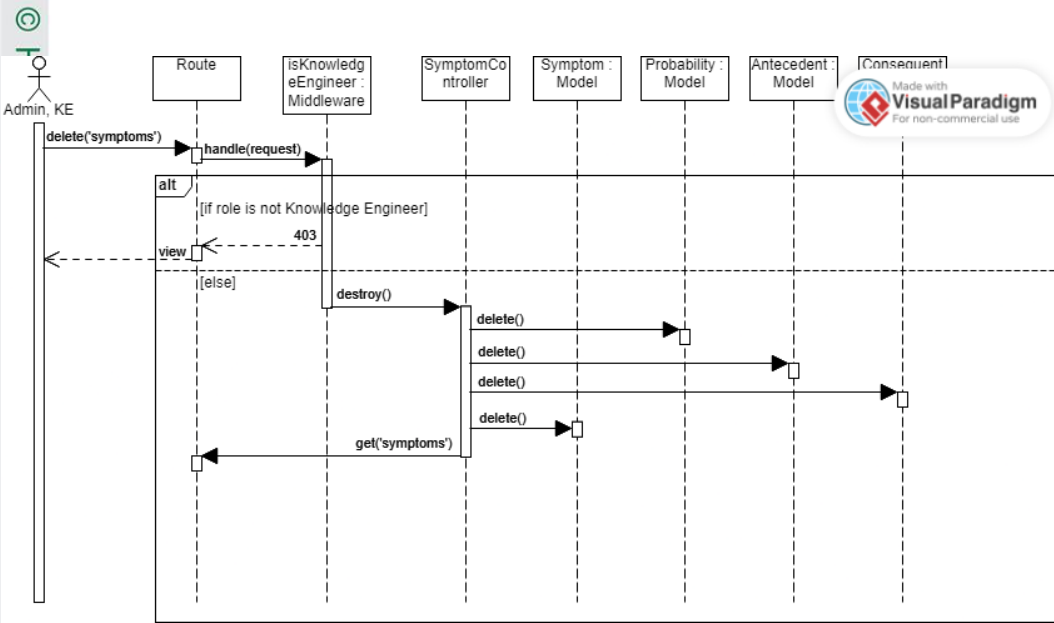 ©
Admin, KE
Route
isKnowledg
eEngineer :
Middleware
SymptomCo
ntroller
Symptom :
Model
Probability :
Model
Antecedent :
Model
Consequent
Made with
Visual Paradigm
For non-commercial use
delete('symptoms')
handle(request)
alt
[if role is not Knowledge Engineer]
403
view
[else]
destroy()
delete()
delete()
delete()
delete()
get('symptoms')